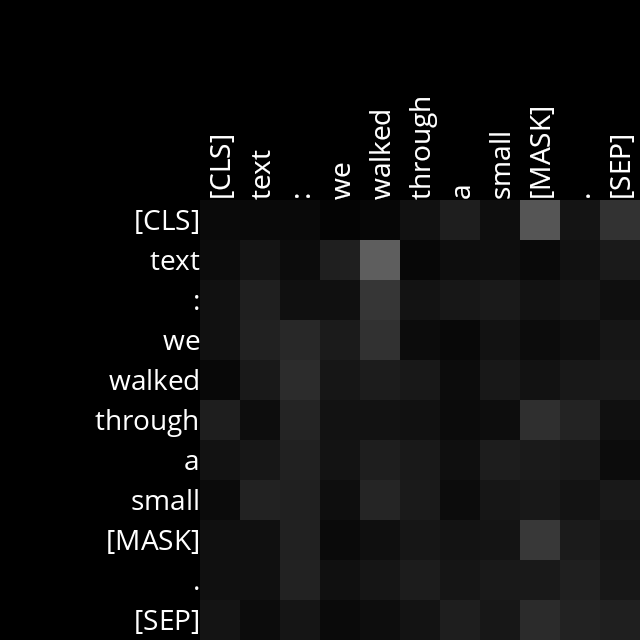 [CLS] text : we walked through a small [MASK] . [SEP]
[CLS]
text
:
we
walked
through
a
small
[MASK]
.
[SEP]